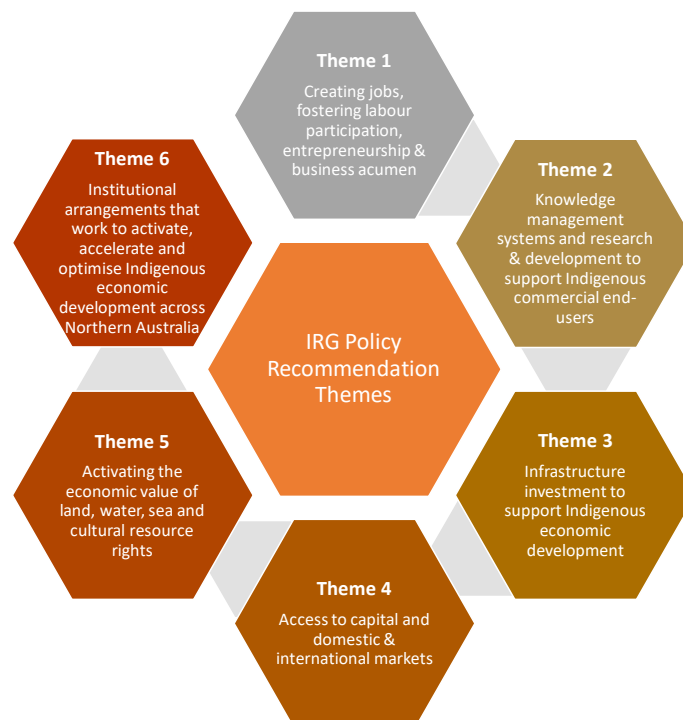 Theme 1
Creating jobs,
fostering labour
participation,
entrepreneurship &
business acumen
Theme 2
Knowledge
management
systems and research
& development to
support Indigenous
commercial end-
users
Theme 3
Infrastructure
investment to
support Indigenous
economic
development
Theme 4
Access to capital and
domestic &
international markets
Theme 5
Activating the
economic value of
land, water, sea and
cultural resource
rights
Theme 6
Institutional
arrangements that
work to activate,
accelerate and
optimise Indigenous
economic
development across
Northern Australia
IRG Policy
Recommendation
Themes